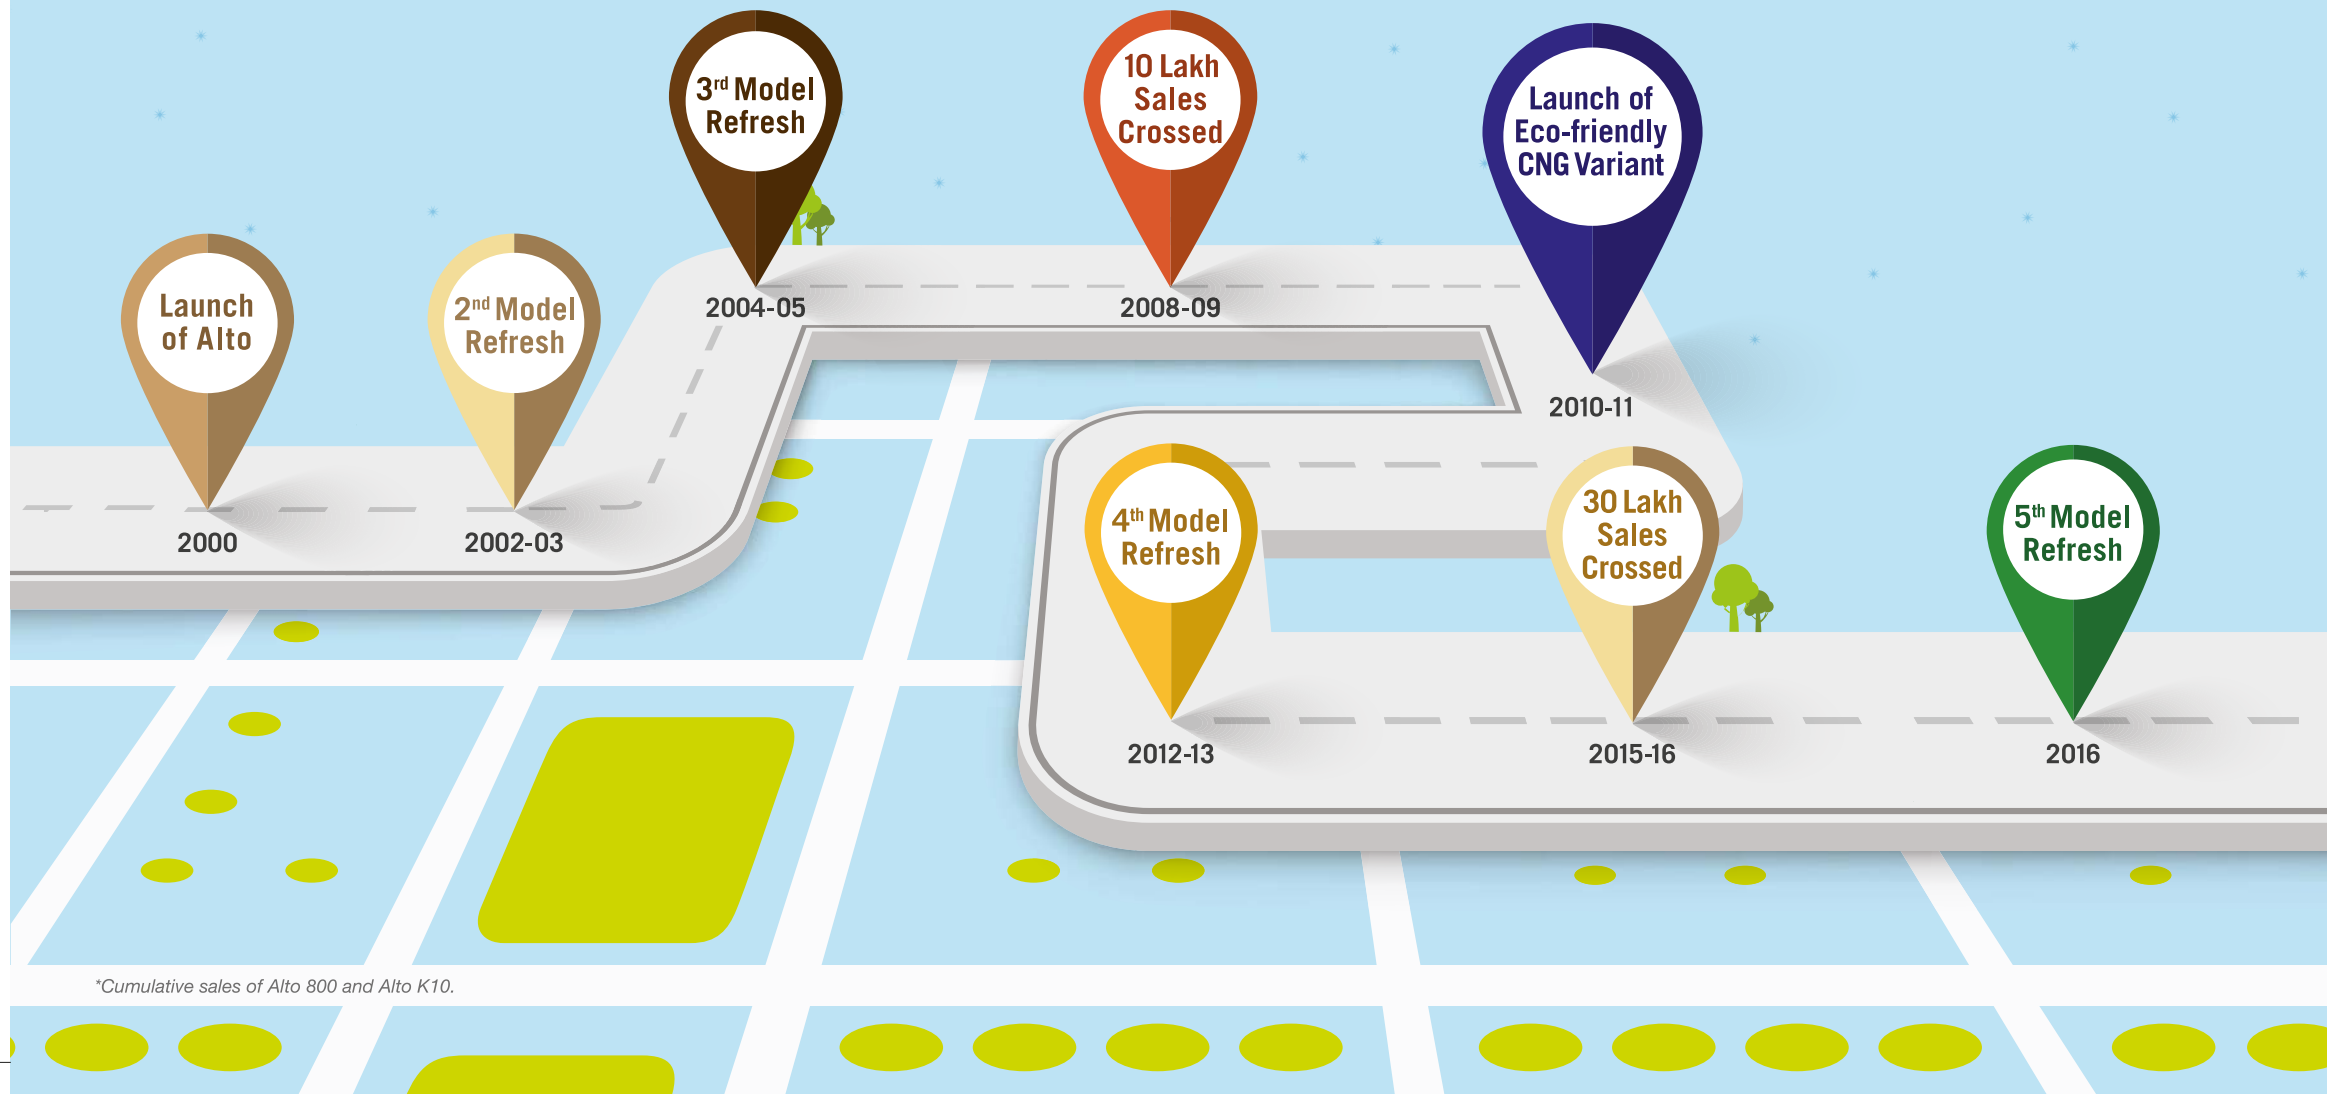 Launch
of Alto
2000
2nd Model
Refresh
2002-03
3rd Model
Refresh
2004-05
10 Lakh
Sales
Crossed
2008-09
Launch of
Eco-friendly
CNG Variant
2010-11
4th Model
Refresh
2012-13
30 Lakh
Sales
Crossed
2015-16
5th Model
Refresh
2016
*Cumulative sales of Alto 800 and Alto K10.